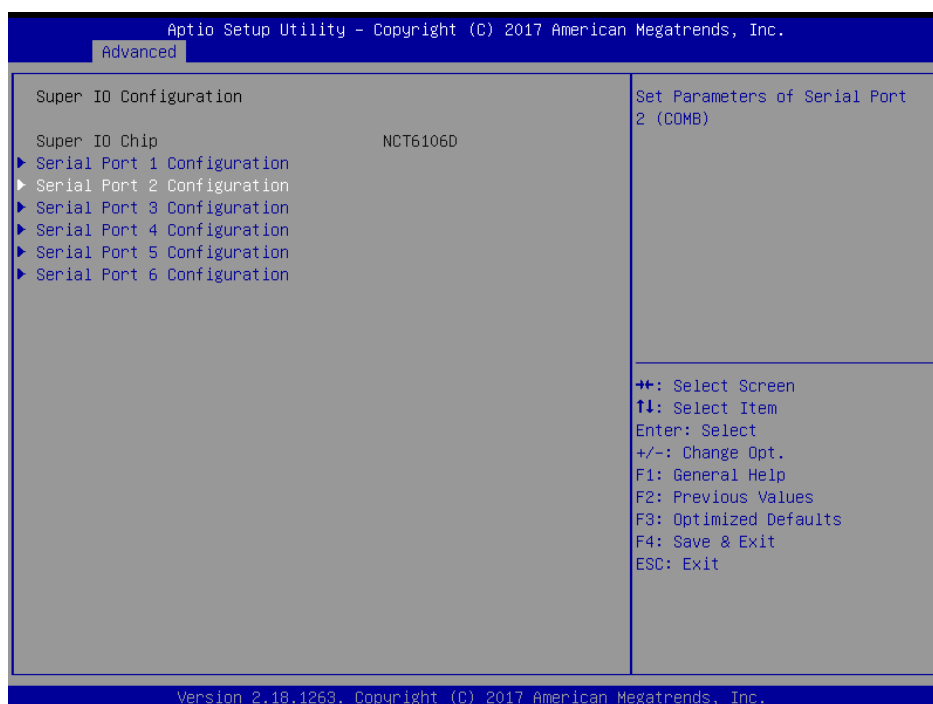 Aptio Setup Utility – Copyright (C) 2017 American Megatrends, Inc.
Advanced
Super IO Configuration
Super IO Chip NCT6106D
Serial Port 1 Configuration
Serial Port 2 Configuration
Serial Port 3 Configuration
Serial Port 4 Configuration
Serial Port 5 Configuration
Serial Port 6 Configuration
Set Parameters of Serial Port
2 (COMB)
→←: Select Screen
↑↓: Select Item
Enter: Select
+/-: Change Opt.
F1: General Help
F2: Previous Values
F3: Optimized Defaults
F4: Save & Exit
ESC: Exit
Version 2.18.1263. Copyright (C) 2017 American Megatrends, Inc.